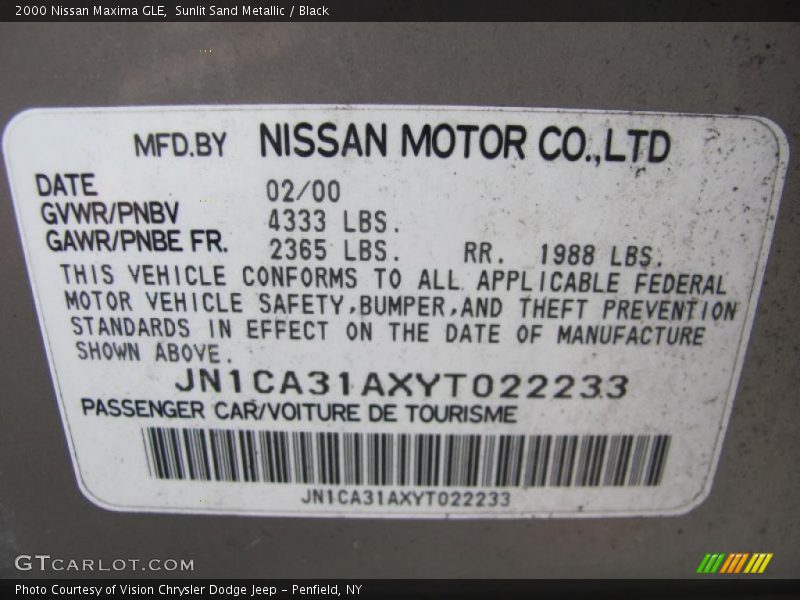 2000 Nissan Maxima GLE, Sunlit Sand Metallic / Black
MFD.BY NISSAN MOTOR CO.,LTD
DATE 02/00
GVWR/PNBV 4333 LBS.
GAWR/PNBE FR. 2365 LBS. RR. 1988 LBS.
THIS VEHICLE CONFORMS TO ALL APPLICABLE FEDERAL
MOTOR VEHICLE SAFETY,BUMPER,AND THEFT PREVENTION
STANDARDS IN EFFECT ON THE DATE OF MANUFACTURE
SHOWN ABOVE.
JN1CA31AXYT022233
PASSENGER CAR/VOITURE DE TOURISME
JN1CA31AXYT022233
GTCARLOT.COM
Photo Courtesy of Vision Chrysler Dodge Jeep - Penfield, NY